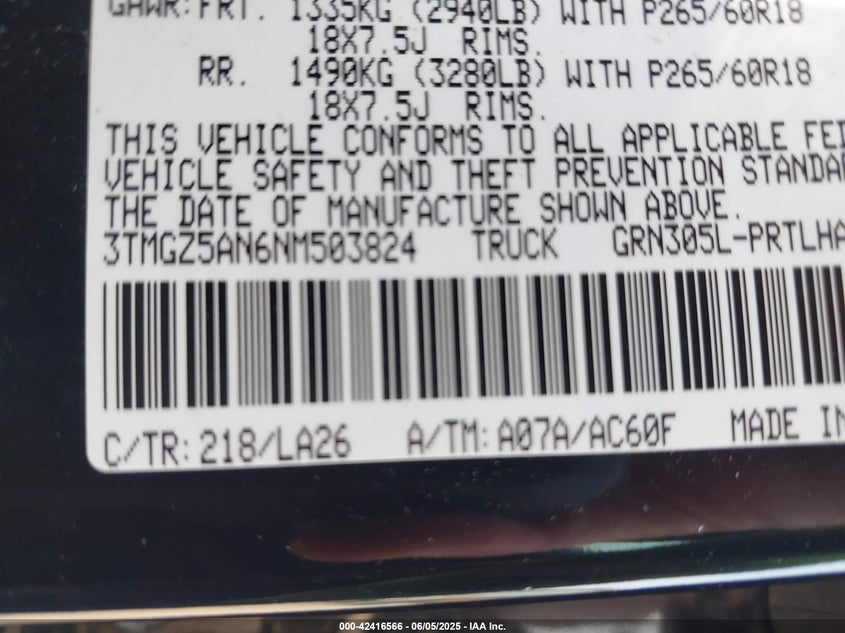 GAWR: FRT. 1335KG (2940LB) WITH P265/60R18
18X7.5J RIMS.
RR. 1490KG (3280LB) WITH P265/60R18
18X7.5J RIMS.
THIS VEHICLE CONFORMS TO ALL APPLICABLE FED
VEHICLE SAFETY AND THEFT PREVENTION STANDAR
THE DATE OF MANUFACTURE SHOWN ABOVE.
3TMGZ5AN6NM503824 TRUCK GRN305L-PRTLHA
C/TR: 218/LA26 A/TM: A07A/AC60F MADE IN
000-42416566 - 06/05/2025 - IAA Inc.